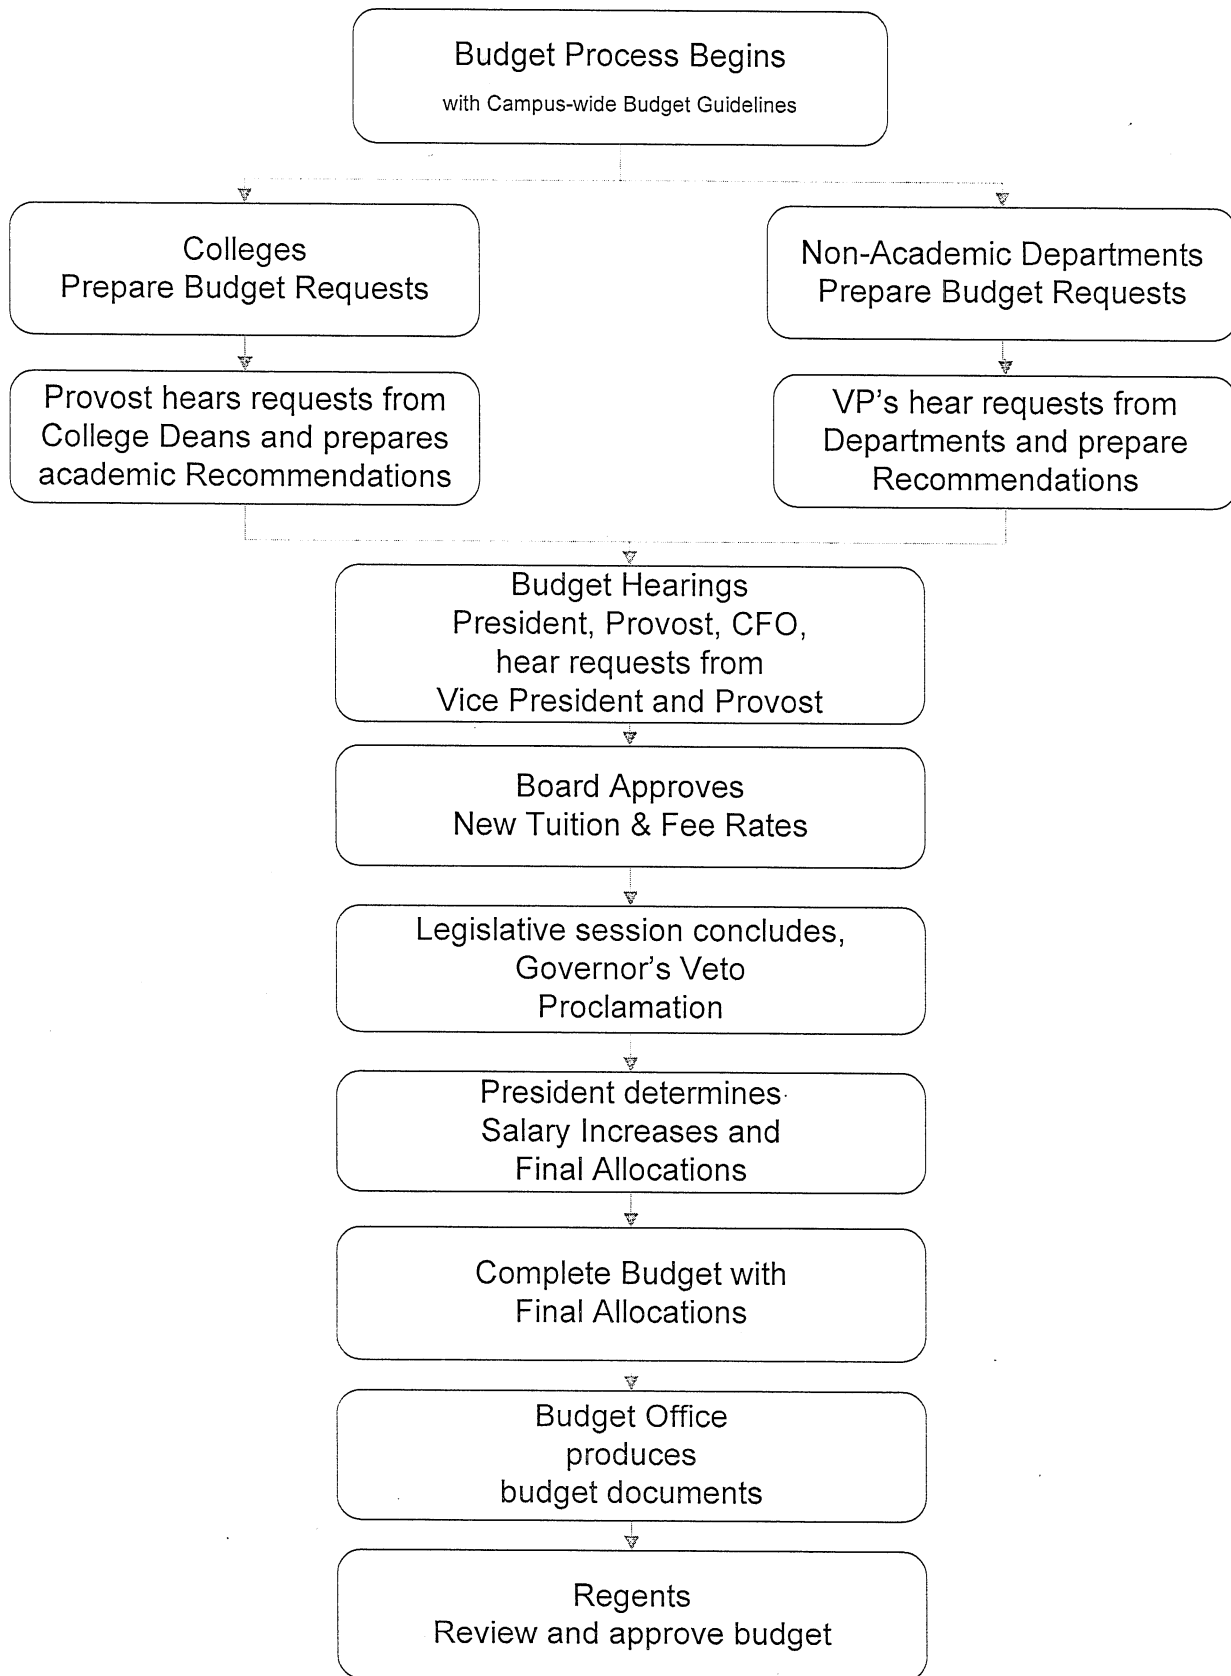 Budget Process Begins
with Campus-wide Budget Guidelines
Colleges
Prepare Budget Requests
Non-Academic Departments
Prepare Budget Requests
Provost hears requests from
College Deans and prepares
academic Recommendations
VP's hear requests from
Departments and prepare
Recommendations
Budget Hearings
President, Provost, CFO,
hear requests from
Vice President and Provost
Board Approves
New Tuition & Fee Rates
Legislative session concludes,
Governor's Veto
Proclamation
President determines
Salary Increases and
Final Allocations
Complete Budget with
Final Allocations
Budget Office
produces
budget documents
Regents
Review and approve budget